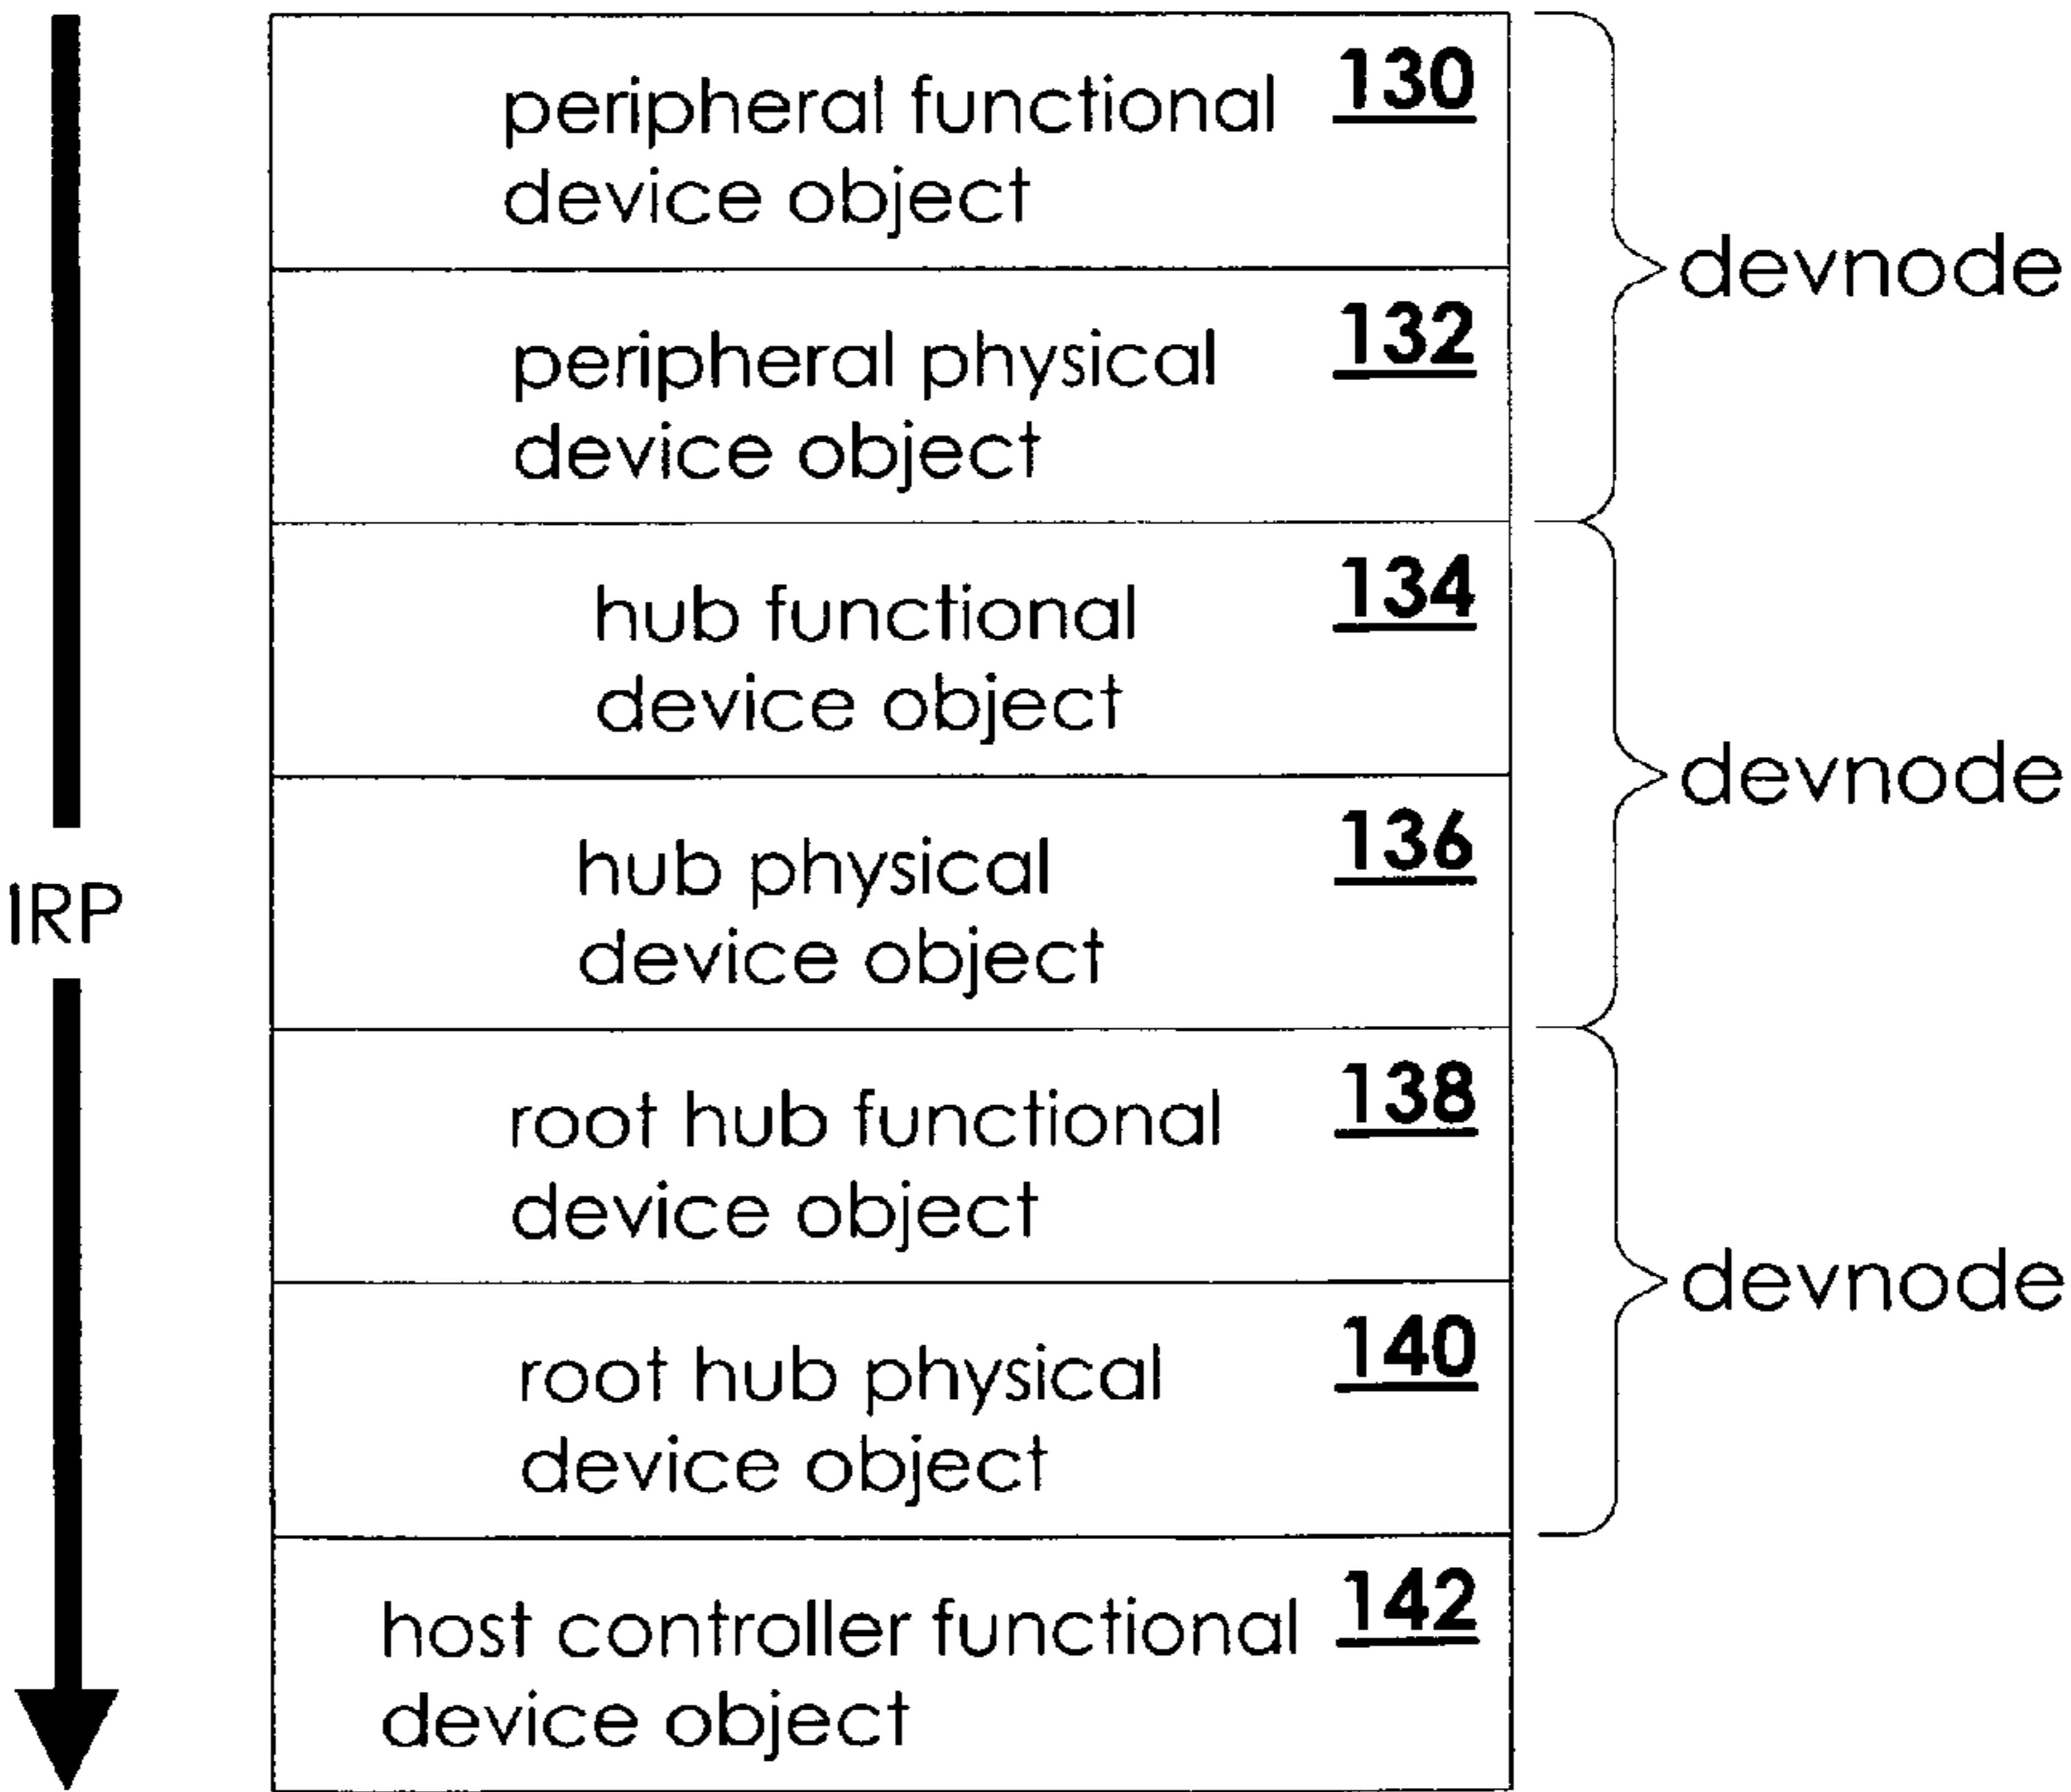 peripheral functional 130
device object
devnode
peripheral physical 132
device object
hub functional 134
device object
devnode
hub physical 136
device object
IRP
root hub functional 138
device object
devnode
root hub physical 140
device object
host controller functional 142
device object